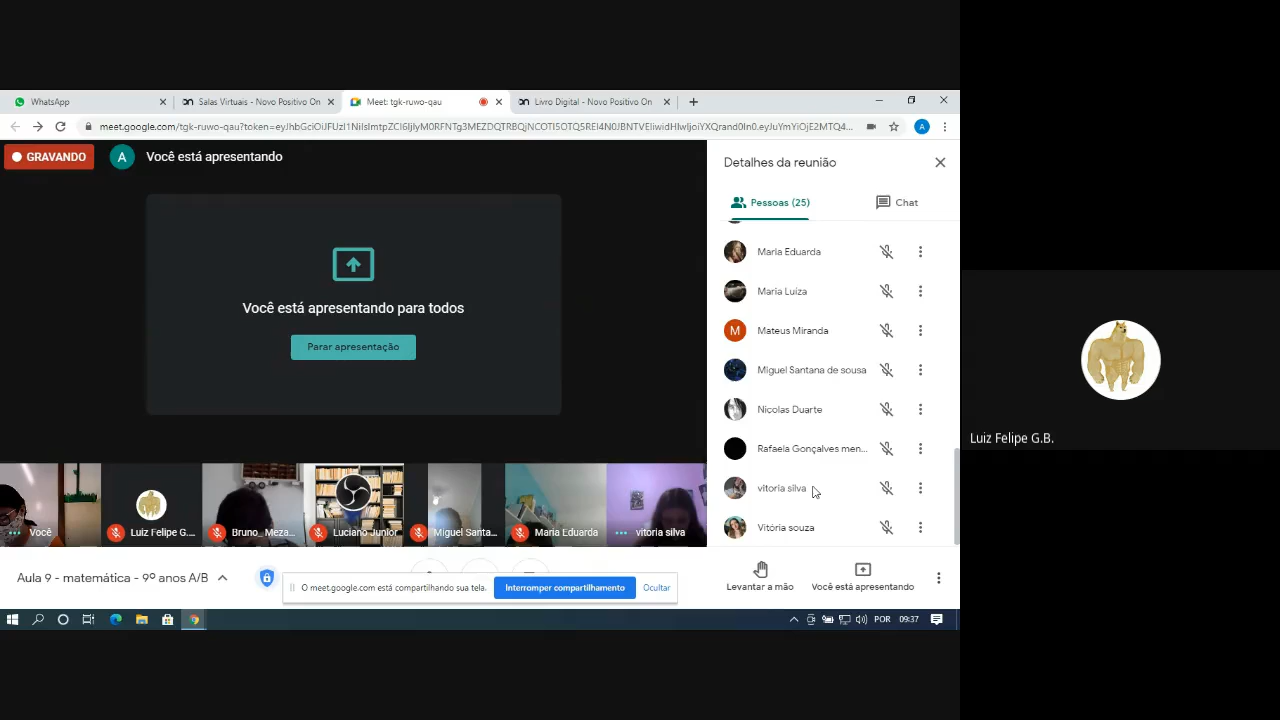 WhatsApp
Salas Virtuais - Novo Positivo On
Meet: tgk-ruwo-qau
Livro Digital - Novo Positivo On
GRAVANDO
A
Você está apresentando
Detalhes da reunião
Pessoas (25)
Chat
Você está apresentando para todos
Parar apresentação
Maria Eduarda
Maria Luíza
M
Mateus Miranda
Miguel Santana de sousa
Nicolas Duarte
Rafaela Gonçalves men...
vitoria silva
Vitória souza
Você
Luiz Felipe G....
Bruno_ Meza...
Luciano Junior
Miguel Santa...
Maria Eduarda
vitoria silva
Aula 9 - matemática - 9º anos A/B
O meet.google.com está compartilhando sua tela.
Interromper compartilhamento
Ocultar
Levantar a mão
Você está apresentando
POR
09:37
Luiz Felipe G.B.